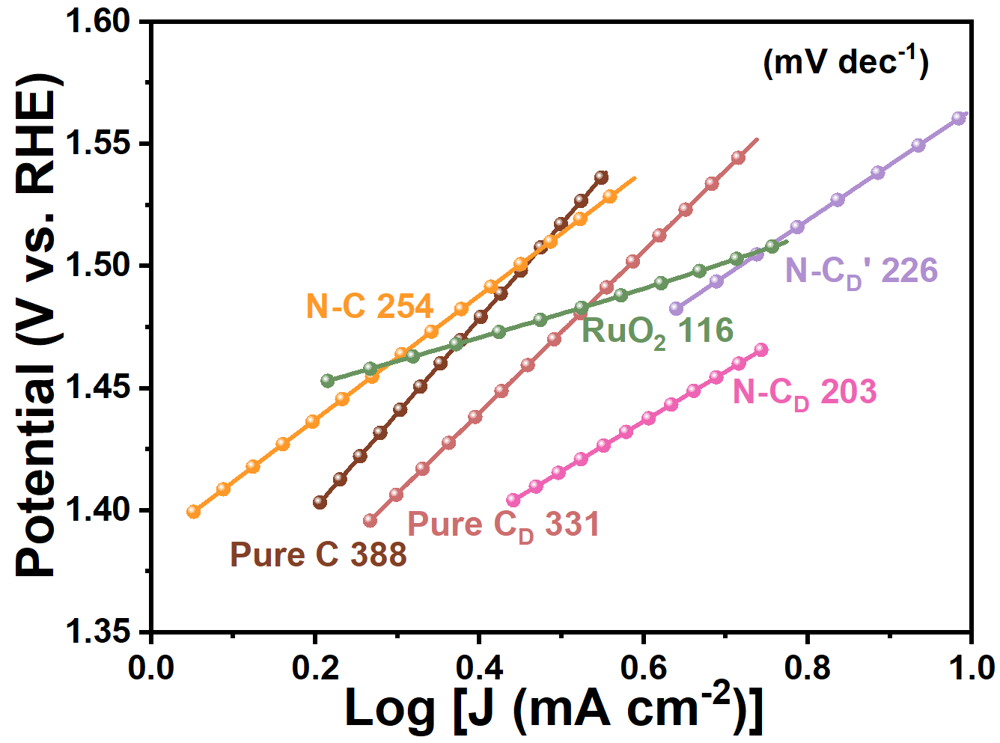 1.60
(mV dec-1)
1.55
N-CD' 226
1.50
N-C 254
RuO2 116
N-CD 203
1.45
1.40
Pure CD 331
Pure C 388
1.35
0.0 0.2 0.4 0.6 0.8 1.0
Potential (V vs. RHE)
Log [J (mA cm-2)]